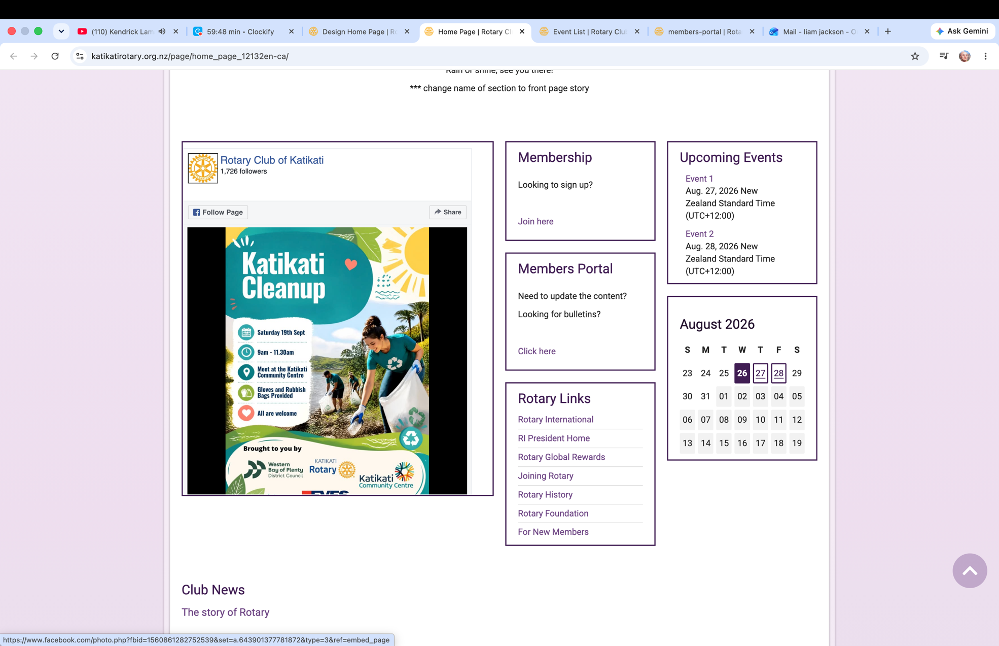 (110) Kendrick Lam
59:48 min • Clockify
Design Home Page | Ro
Home Page | Rotary Cl
Event List | Rotary Clu
members-portal | Rota
Mail - liam jackson - O
Ask Gemini
katikatirotary.org.nz/page/home_page_12132en-ca/
Rain or shine, see you there!
*** change name of section to front page story
Rotary Club of Katikati
1,726 followers
Follow Page
Share
Katikati
Cleanup
Saturday 19th Sept
9am - 11.30am
Meet at the Katikati
Community Centre
Gloves and Rubbish
Bags Provided
All are welcome
Brought to you by
Western
Bay of Plenty
District Council
KATIKATI
Rotary
Katikati
Community Centre
EVES
Membership
Looking to sign up?
Join here
Members Portal
Need to update the content?
Looking for bulletins?
Click here
Rotary Links
Rotary International
RI President Home
Rotary Global Rewards
Joining Rotary
Rotary History
Rotary Foundation
For New Members
Upcoming Events
Event 1
Aug. 27, 2026 New
Zealand Standard Time
(UTC+12:00)
Event 2
Aug. 28, 2026 New
Zealand Standard Time
(UTC+12:00)
August 2026
S M T W T F S
23 24 25 26 27 28 29
30 31 01 02 03 04 05
06 07 08 09 10 11 12
13 14 15 16 17 18 19
Club News
The story of Rotary
https://www.facebook.com/photo.php?fbid=1560861282752539&set=a.643901377781872&type=3&ref=embed_page